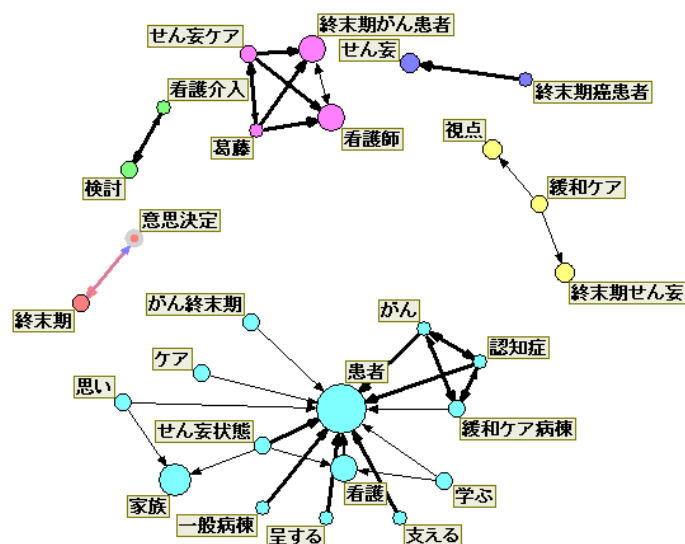 せん妄ケア
終末期がん患者
せん妄
看護介入
終末期癌患者
葛藤
看護師
視点
検討
緩和ケア
意思決定
終末期せん妄
終末期
がん終末期
がん
認知症
ケア
患者
思い
せん妄状態
緩和ケア病棟
家族
看護
学ぶ
一般病棟
呈する
支える